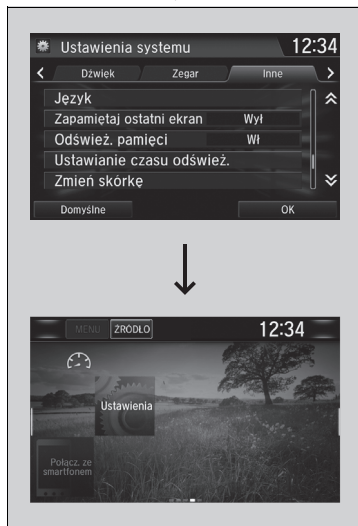 Ustawienia systemu 12:34
Dźwięk Zegar Inne
Język
Zapamiętaj ostatni ekran Wył
Odśwież. pamięci Wł
Ustawianie czasu odśwież.
Zmień skórkę
Domyślne OK
MENU ŹRÓDŁO 12:34
Ustawienia
Połącz. ze
smartfonem